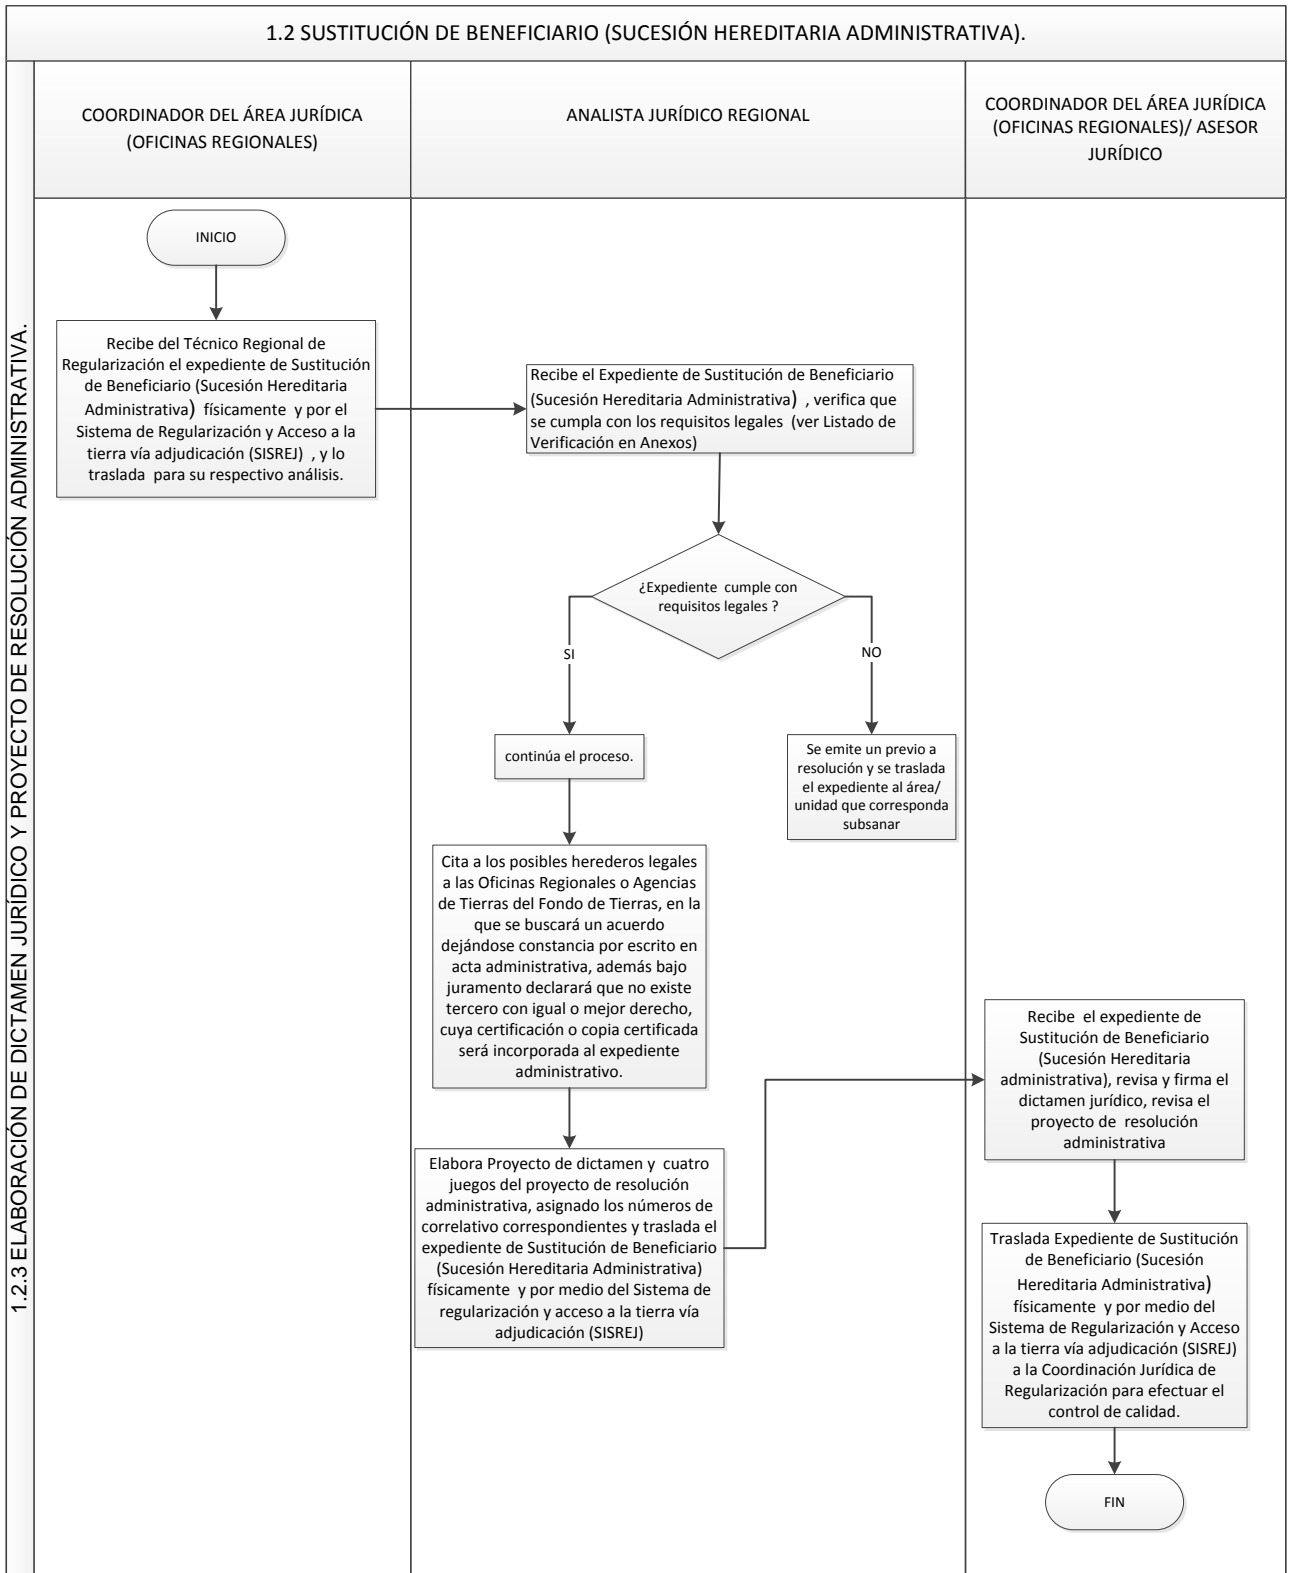 1.2 SUSTITUCIÓN DE BENEFICIARIO (SUCESIÓN HEREDITARIA ADMINISTRATIVA).
1.2.3 ELABORACIÓN DE DICTAMEN JURÍDICO Y PROYECTO DE RESOLUCIÓN ADMINISTRATIVA.
COORDINADOR DEL ÁREA JURÍDICA
(OFICINAS REGIONALES)
ANALISTA JURÍDICO REGIONAL
COORDINADOR DEL ÁREA JURÍDICA
(OFICINAS REGIONALES)/ ASESOR
JURÍDICO
INICIO
Recibe del Técnico Regional de
Regularización el expediente de Sustitución
de Beneficiario (Sucesión Hereditaria
Administrativa) físicamente y por el
Sistema de Regularización y Acceso a la
tierra vía adjudicación (SISREJ) , y lo
traslada para su respectivo análisis.
Recibe el Expediente de Sustitución de Beneficiario
(Sucesión Hereditaria Administrativa) , verifica que
se cumpla con los requisitos legales (ver Listado de
Verificación en Anexos)
¿Expediente cumple con
requisitos legales ?
SI
NO
continúa el proceso.
Se emite un previo a
resolución y se traslada
el expediente al área/
unidad que corresponda
subsanar
Cita a los posibles herederos legales
a las Oficinas Regionales o Agencias
de Tierras del Fondo de Tierras, en la
que se buscará un acuerdo
dejándose constancia por escrito en
acta administrativa, además bajo
juramento declarará que no existe
tercero con igual o mejor derecho,
cuya certificación o copia certificada
será incorporada al expediente
administrativo.
Elabora Proyecto de dictamen y cuatro
juegos del proyecto de resolución
administrativa, asignado los números de
correlativo correspondientes y traslada el
expediente de Sustitución de Beneficiario
(Sucesión Hereditaria Administrativa)
físicamente y por medio del Sistema de
regularización y acceso a la tierra vía
adjudicación (SISREJ)
Recibe el expediente de
Sustitución de Beneficiario
(Sucesión Hereditaria
administrativa), revisa y firma el
dictamen jurídico, revisa el
proyecto de resolución
administrativa
Traslada Expediente de Sustitución
de Beneficiario (Sucesión
Hereditaria Administrativa)
físicamente y por medio del
Sistema de Regularización y Acceso
a la tierra vía adjudicación (SISREJ)
a la Coordinación Jurídica de
Regularización para efectuar el
control de calidad.
FIN